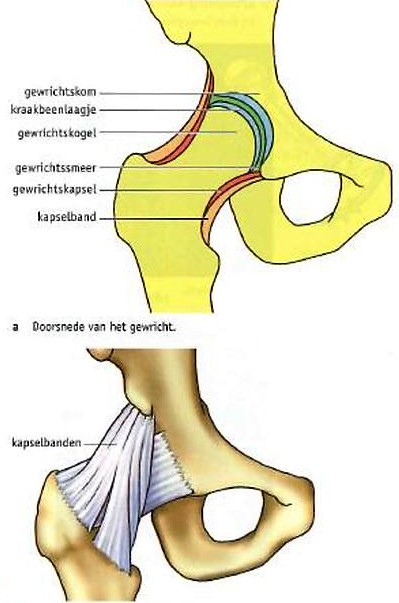 gewrichtskom
kraakbeenlaagje
gewrichtskogel
gewrichtssmeer
gewrichtskapsel
kapselband
a Doorsnede van het gewricht.
kapselbanden